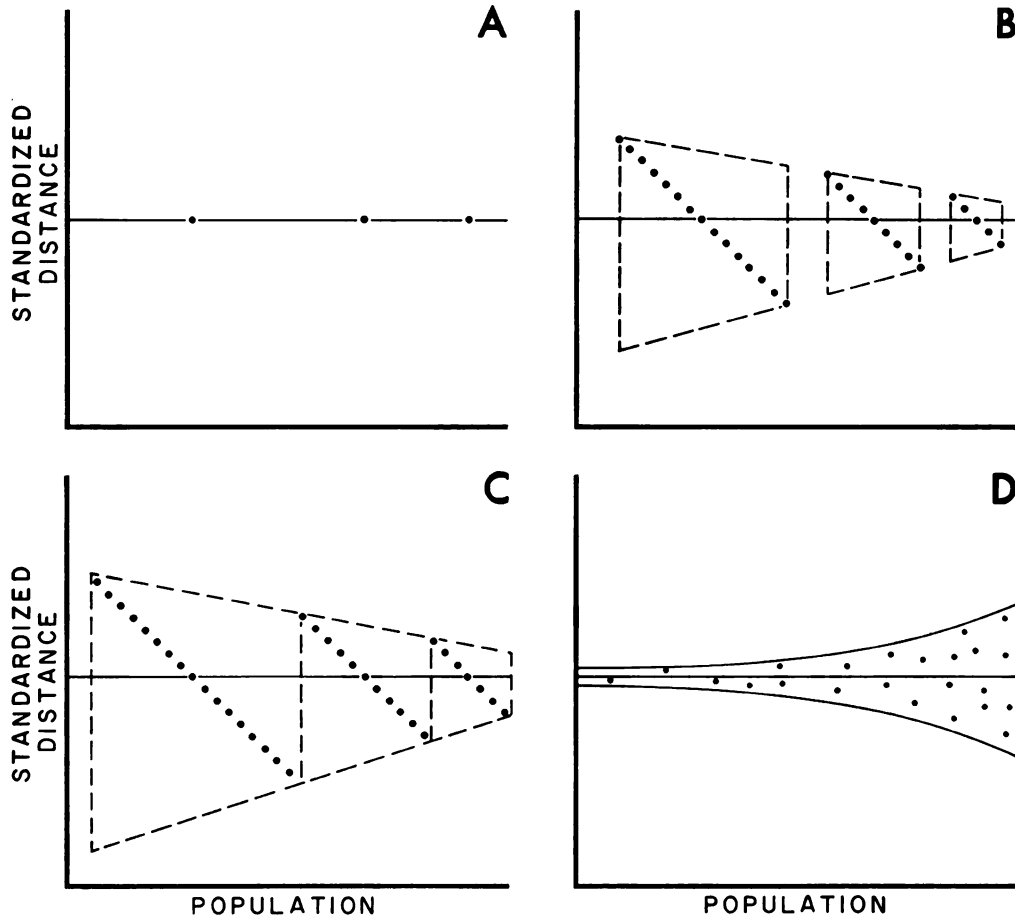 A
B
STANDARDIZED
DISTANCE
C
D
STANDARDIZED
DISTANCE
POPULATION
POPULATION